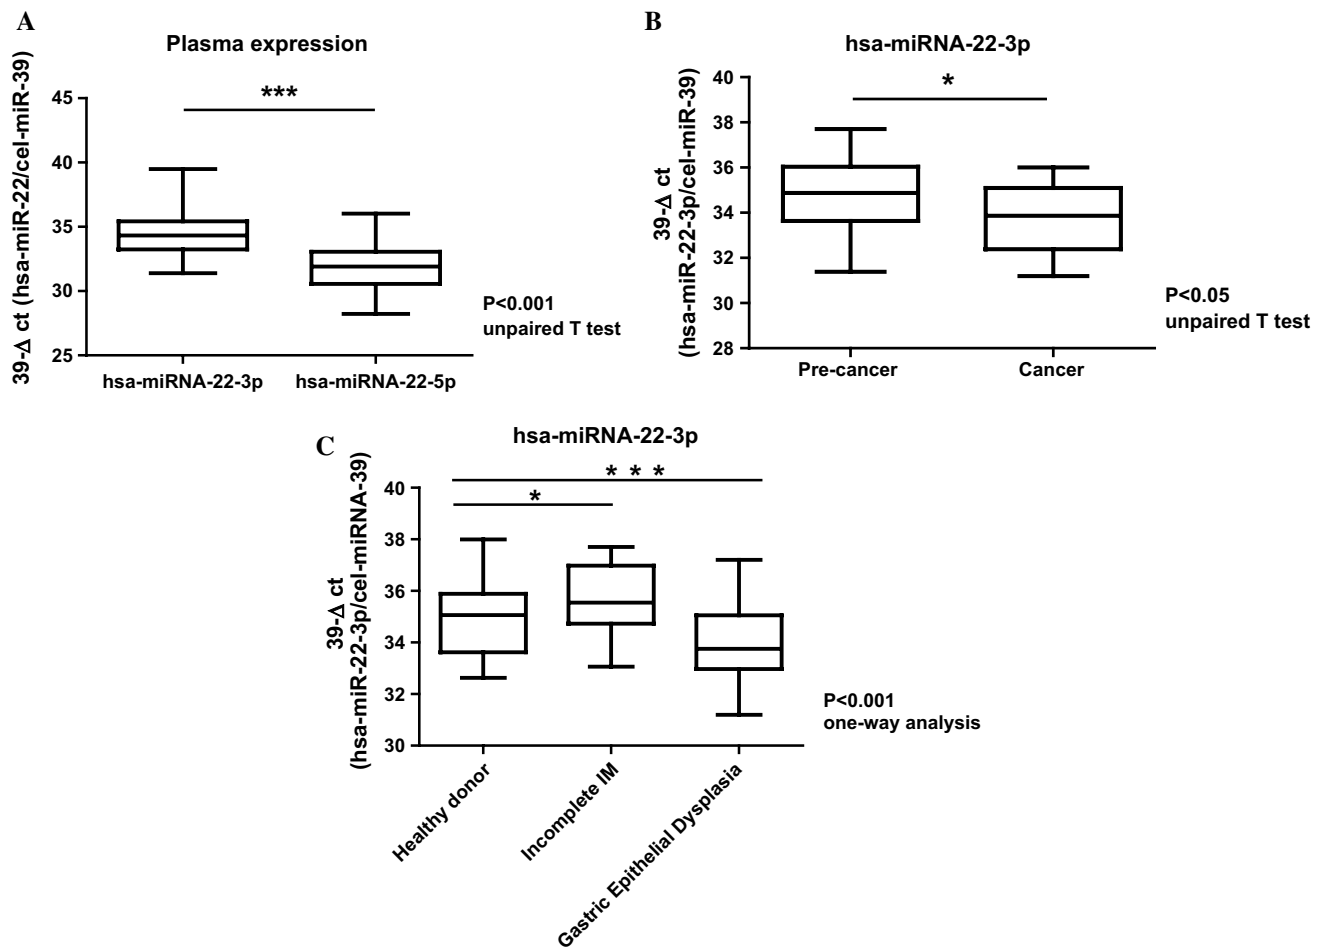 A
Plasma expression
39-Δ ct (hsa-miR-22/cel-miR-39)
45
40
35
30
25
***
P<0.001
unpaired T test
hsa-miRNA-22-3p
hsa-miRNA-22-5p
B
hsa-miRNA-22-3p
39-Δ ct
(hsa-miR-22-3p/cel-miR-39)
40
38
36
34
32
30
28
*
P<0.05
unpaired T test
Pre-cancer
Cancer
C
hsa-miRNA-22-3p
39-Δ ct
(hsa-miR-22-3p/cel-miRNA-39)
40
38
36
34
32
30
* * *
*
P<0.001
one-way analysis
Healthy donor
Incomplete IM
Gastric Epithelial Dysplasia